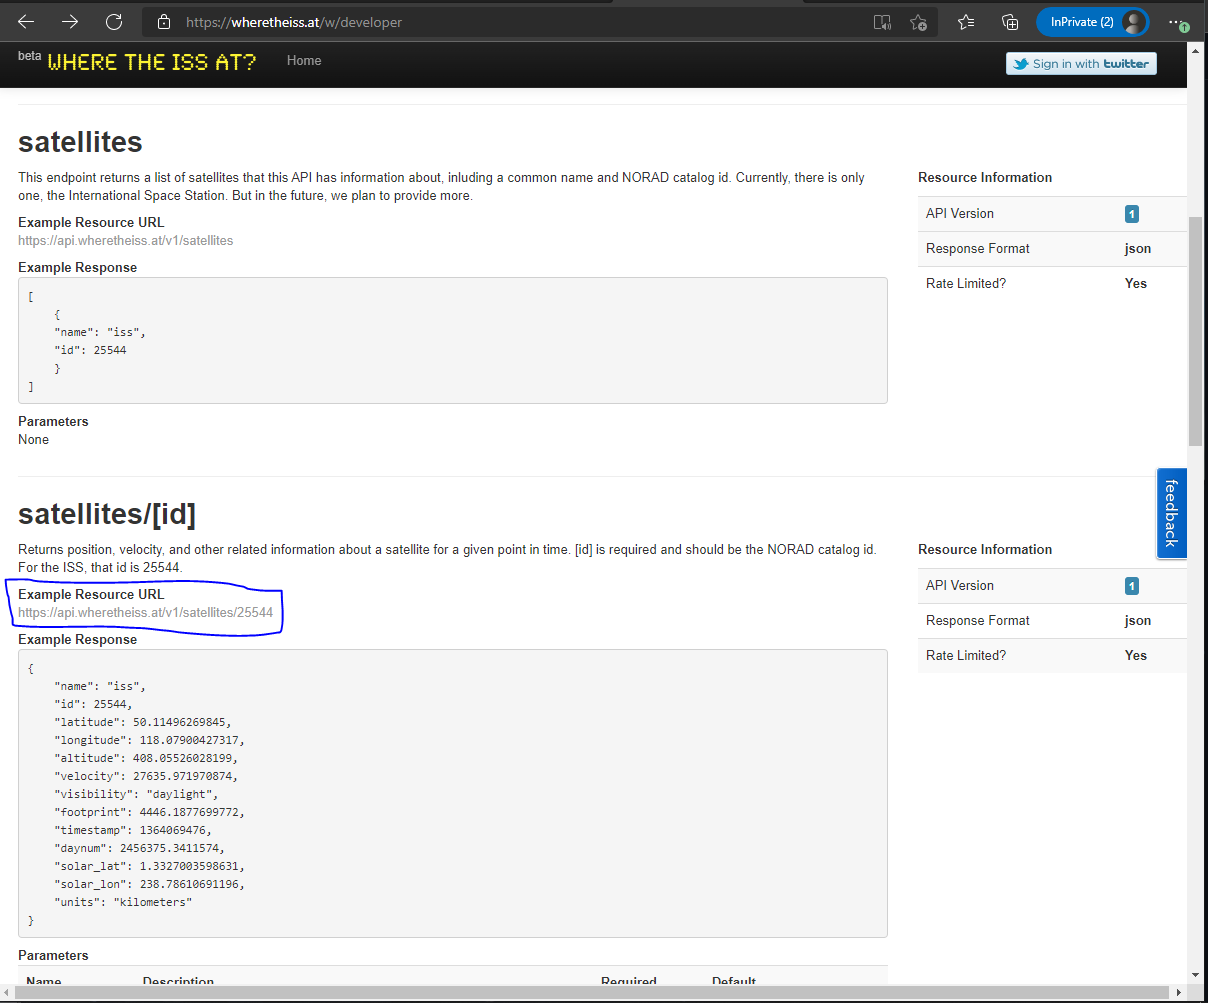 https://wheretheiss.at/w/developer
InPrivate (2)
beta WHERE THE ISS AT? Home
Sign in with twitter
satellites
This endpoint returns a list of satellites that this API has information about, inluding a common name and NORAD catalog id. Currently, there is only
one, the International Space Station. But in the future, we plan to provide more.
Example Resource URL
https://api.wheretheiss.at/v1/satellites
Example Response
[
{
"name": "iss",
"id": 25544
}
]
Parameters
None
Resource Information
API Version 1
Response Format json
Rate Limited? Yes
feedback
satellites/[id]
Returns position, velocity, and other related information about a satellite for a given point in time. [id] is required and should be the NORAD catalog id.
For the ISS, that id is 25544.
Example Resource URL
https://api.wheretheiss.at/v1/satellites/25544
Example Response
{
"name": "iss",
"id": 25544,
"latitude": 50.11496269845,
"longitude": 118.07900427317,
"altitude": 408.05526028199,
"velocity": 27635.971970874,
"visibility": "daylight",
"footprint": 4446.1877699772,
"timestamp": 1364069476,
"daynum": 2456375.3411574,
"solar_lat": 1.3327003598631,
"solar_lon": 238.78610691196,
"units": "kilometers"
}
Resource Information
API Version 1
Response Format json
Rate Limited? Yes
Parameters
Name Description Required Default